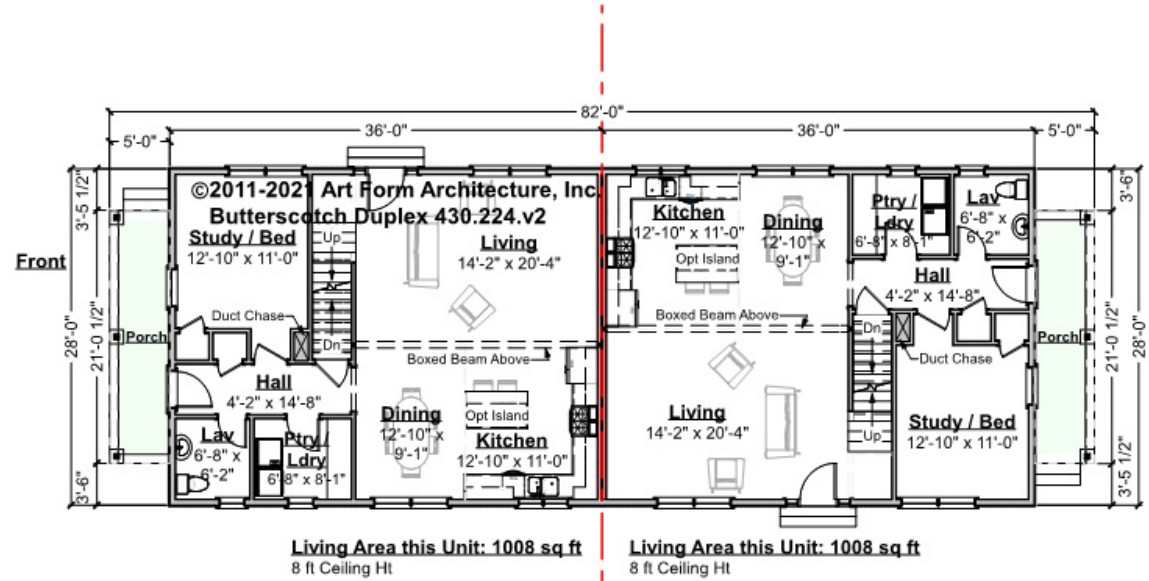 82'-0"
36'-0"
36'-0"
5'-0"
5'-0"
3'-5 1/2"
3'-6"
©2011-2021 Art Form Architecture, Inc.
Butterscotch Duplex 430.224.v2
Study / Bed
12'-10" x 11'-0"
Up
Living
14'-2" x 20'-4"
Kitchen
12'-10" x 11'-0"
Dining
12'-10" x
9'-1"
Opt Island
Ptry /
Ldry
6'-8" x 8'-1"
Lav
6'-8" x
6'-2"
Front
Hall
4'-2" x 14'-8"
Duct Chase
Dn
Boxed Beam Above
Boxed Beam Above
Dn
Duct Chase
Porch
Porch
28'-0"
21'-0 1/2"
21'-0 1/2"
28'-0"
Hall
4'-2" x 14'-8"
Dining
12'-10" x
9'-1"
Opt Island
Kitchen
12'-10" x 11'-0"
Living
14'-2" x 20'-4"
Up
Study / Bed
12'-10" x 11'-0"
Lav
6'-8" x
6'-2"
Ptry /
Ldry
6'-8" x 8'-1"
3'-6"
3'-5 1/2"
Living Area this Unit: 1008 sq ft
8 ft Ceiling Ht
Living Area this Unit: 1008 sq ft
8 ft Ceiling Ht